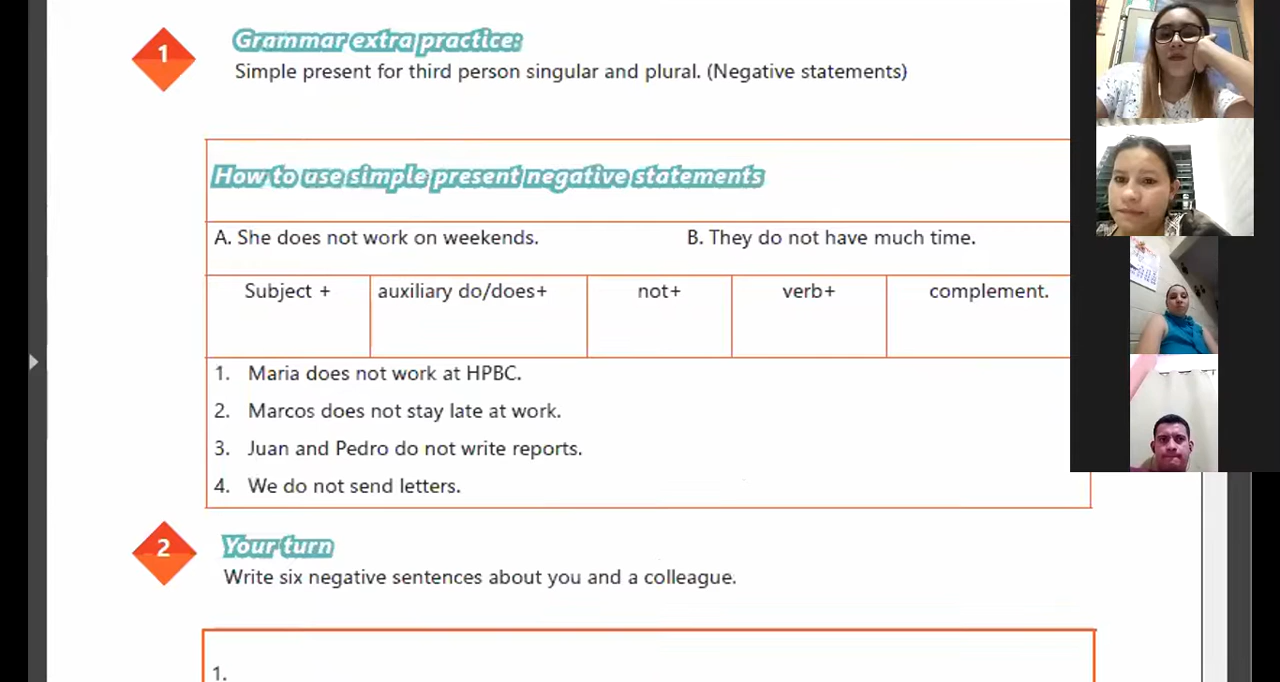 1
Grammar extra practice:
Simple present for third person singular and plural. (Negative statements)
How to use simple present negative statements
A. She does not work on weekends. B. They do not have much time.
Subject + auxiliary do/does+ not+ verb+ complement.
1. Maria does not work at HPBC.
2. Marcos does not stay late at work.
3. Juan and Pedro do not write reports.
4. We do not send letters.
2
Your turn
Write six negative sentences about you and a colleague.
1.